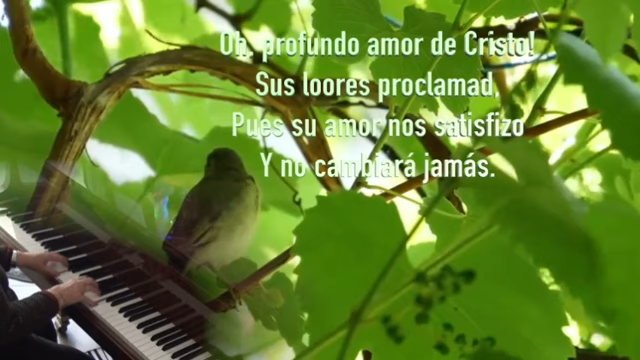 Oh, profundo amor de Cristo!
Sus loores proclamad,
Pues su amor nos satisfizo
Y no cambiará jamás.